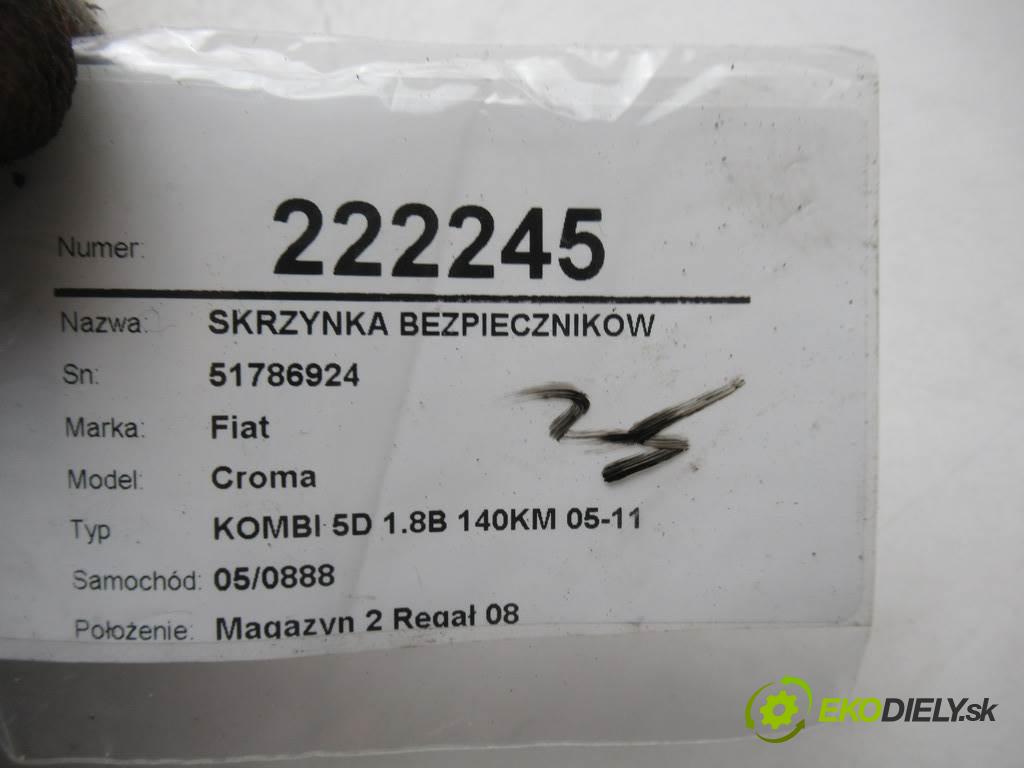 Numer: 222245
Nazwa: SKRZYNKA BEZPIECZNIKÓW
Sn: 51786924
Marka: Fiat
Model: Croma
Typ KOMBI 5D 1.8B 140KM 05-11
Samochód: 05/0888
Położenie: Magazyn 2 Regał 08
EKODIELY.sk